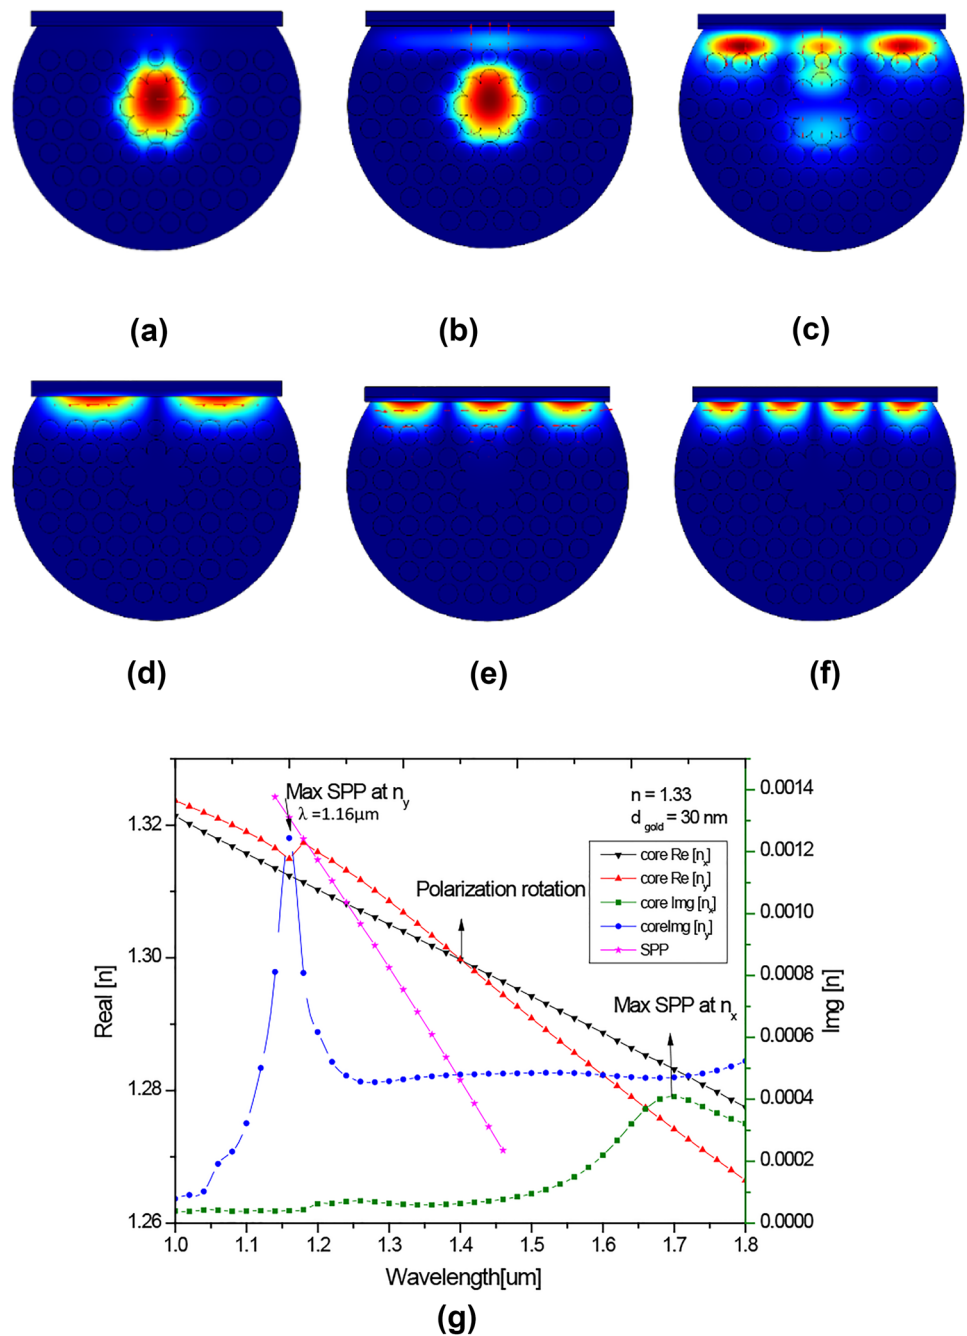 (a)
(b)
(c)
(d)
(e)
(f)
Max SPP at ny
λ =1.16µm
n = 1.33
d gold = 30 nm
core Re [nx]
core Re [ny]
core Img [nx]
coreImg [ny]
SPP
Polarization rotation
Max SPP at nx
Real [n]
1.32
1.30
1.28
1.26
Img [n]
0.0014
0.0012
0.0010
0.0008
0.0006
0.0004
0.0002
0.0000
1.0 1.1 1.2 1.3 1.4 1.5 1.6 1.7 1.8
Wavelength[um]
(g)